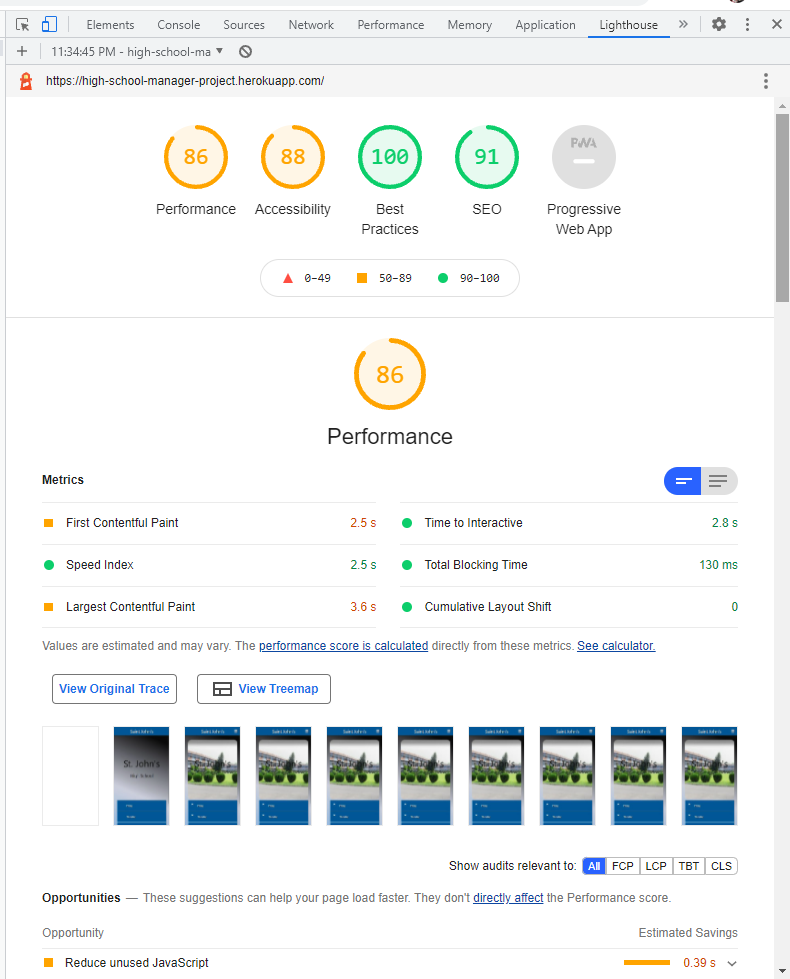 Elements Console Sources Network Performance Memory Application Lighthouse »
11:34:45 PM - high-school-ma
https://high-school-manager-project.herokuapp.com/
86 88 100 91 PWA
Performance Accessibility Best Practices SEO Progressive Web App
0–49 50–89 90–100
86
Performance
Metrics
First Contentful Paint 2.5 s
Time to Interactive 2.8 s
Speed Index 2.5 s
Total Blocking Time 130 ms
Largest Contentful Paint 3.6 s
Cumulative Layout Shift 0
Values are estimated and may vary. The performance score is calculated directly from these metrics. See calculator.
View Original Trace View Treemap
St. John's
Show audits relevant to: All FCP LCP TBT CLS
Opportunities — These suggestions can help your page load faster. They don't directly affect the Performance score.
Opportunity Estimated Savings
Reduce unused JavaScript 0.39 s